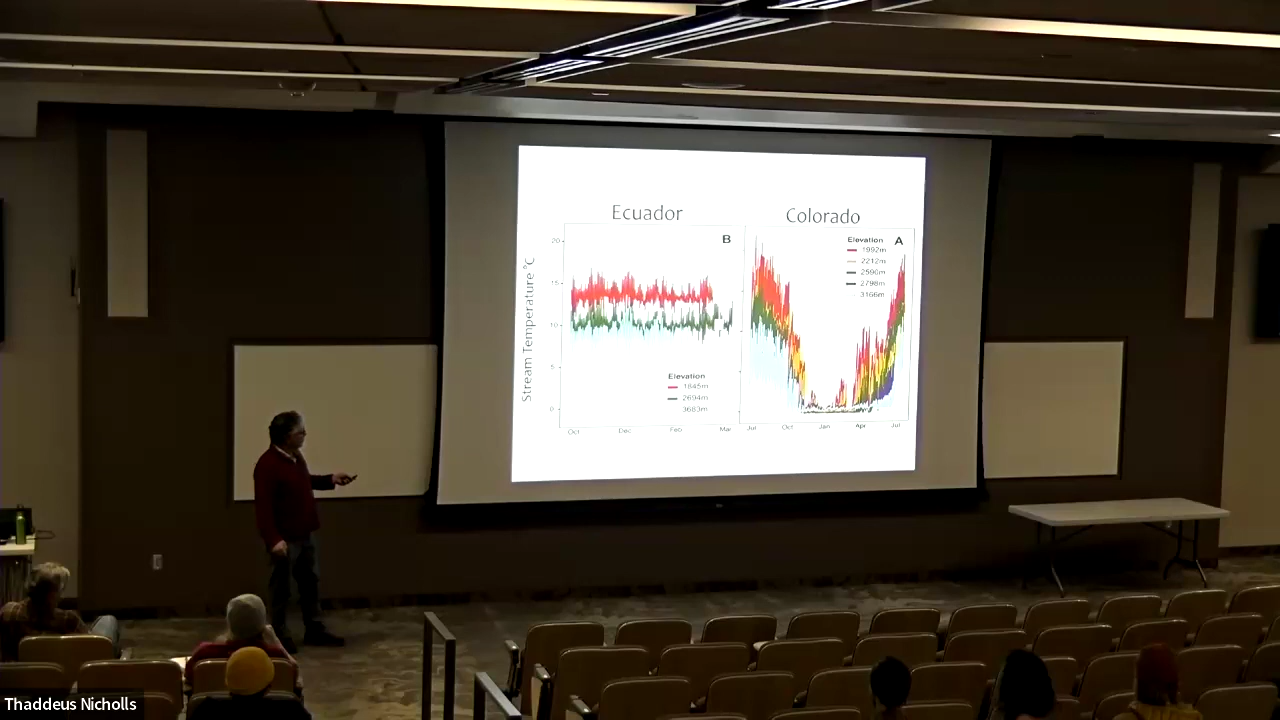 Ecuador
Colorado
B
A
Stream Temperature °C
20
15
10
5
0
Oct
Dec
Feb
Mar
Elevation
1845m
2694m
3683m
Elevation
1992m
2212m
2590m
2798m
3166m
Jul
Oct
Jan
Apr
Jul
Thaddeus Nicholls